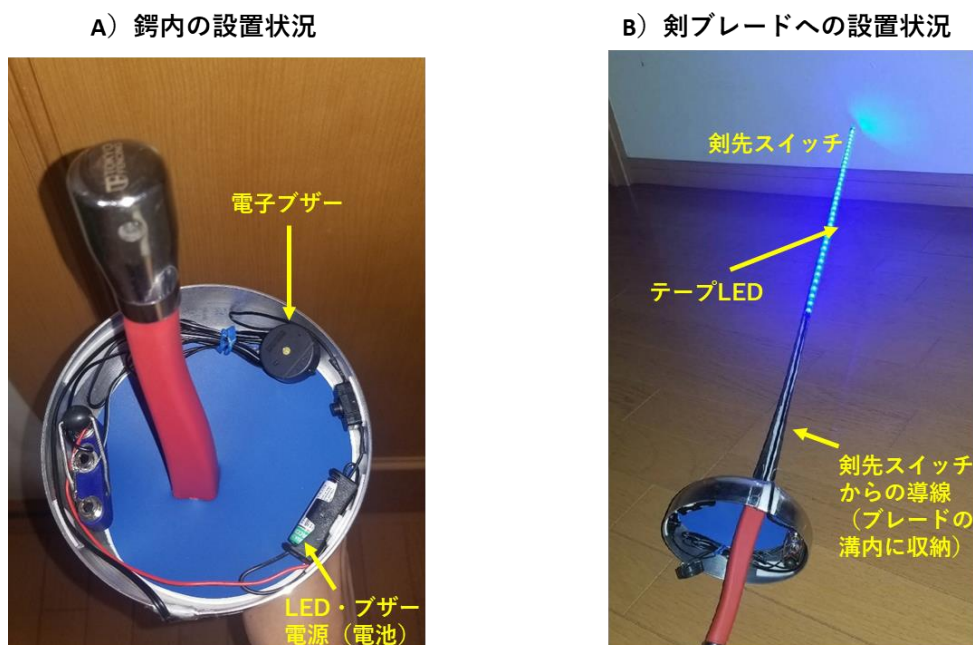 A）鍔内の設置状況
B）剣ブレードへの設置状況
電子ブザー
LED・ブザー
電源（電池）
剣先スイッチ
テープLED
剣先スイッチ
からの導線
（ブレードの
溝内に収納）